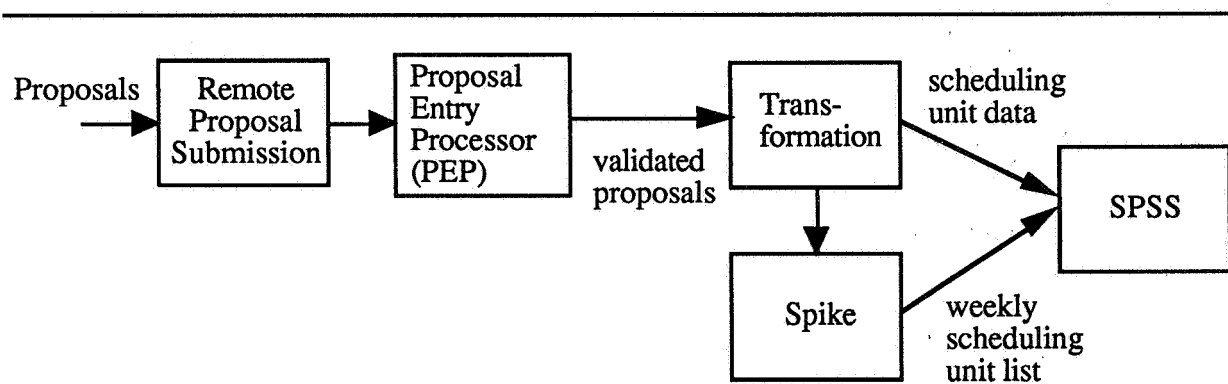 Proposals
Remote
Proposal
Submission
Proposal
Entry
Processor
(PEP)
validated
proposals
Trans-
formation
scheduling
unit data
Spike
weekly
scheduling
unit list
SPSS